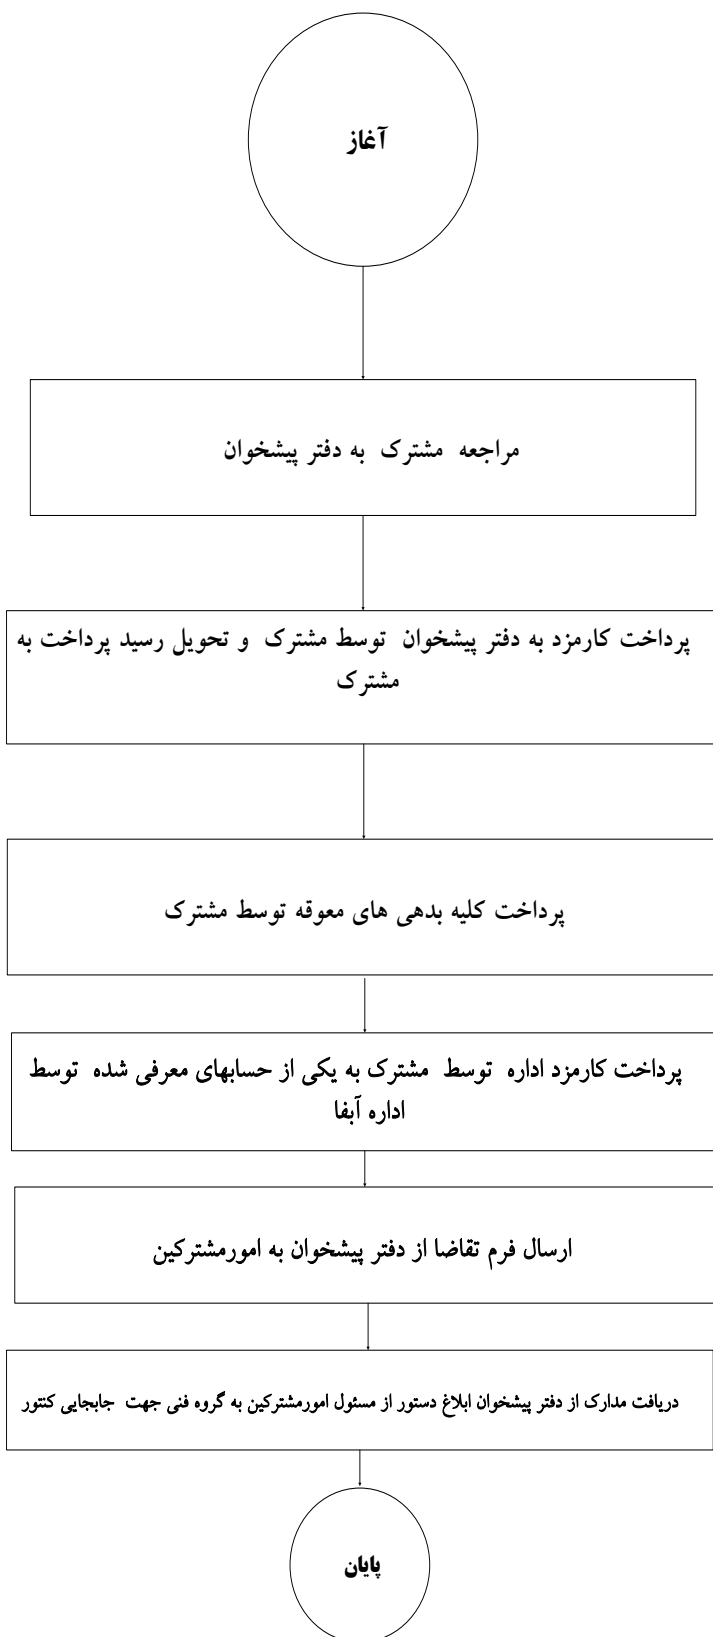 آغاز
مراجعه مشترک به دفتر پیشخوان
پرداخت کارمزد به دفتر پیشخوان توسط مشترک و تحویل رسید پرداخت به
مشترک
پرداخت کلیه بدهی های معوقه توسط مشترک
پرداخت کارمزد اداره توسط مشترک به یکی از حسابهای معرفی شده توسط
اداره آبفا
ارسال فرم تقاضا از دفتر پیشخوان به امورمشترکین
دریافت مدارک از دفتر پیشخوان ابلاغ دستور از مسئول امورمشترکین به گروه فنی جهت جابجایی کنتور
پایان